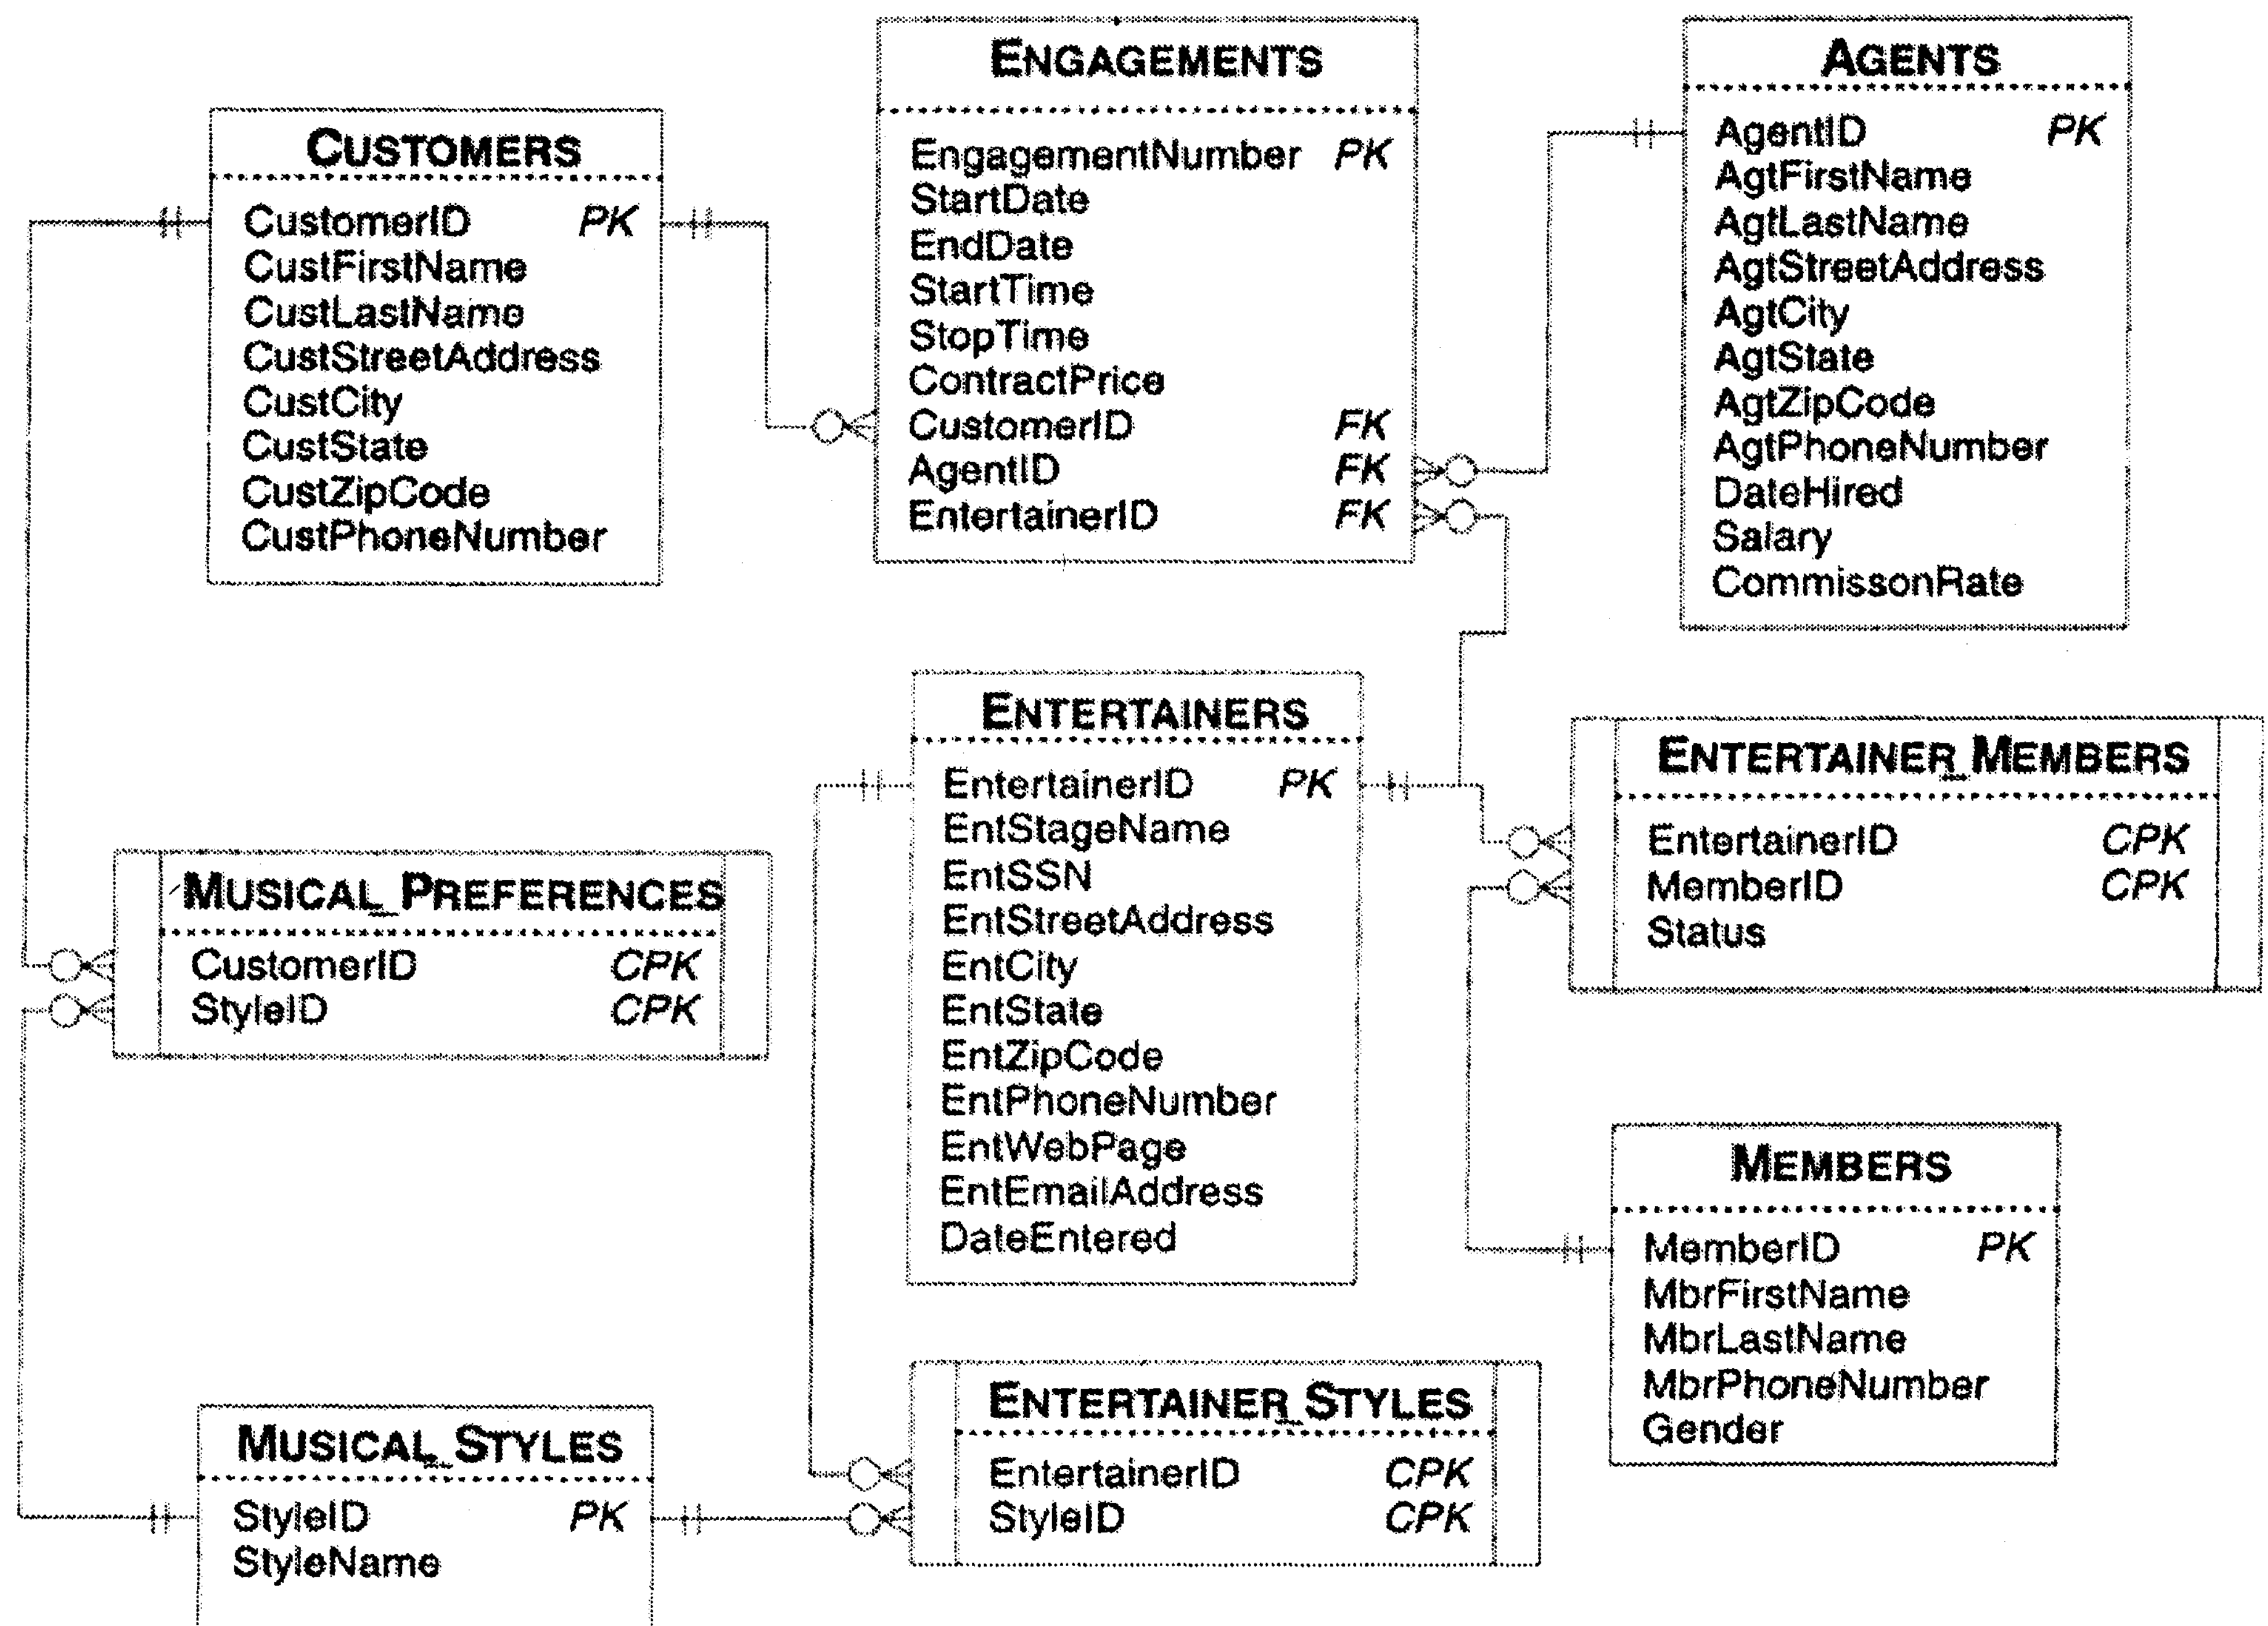 CUSTOMERS
CustomerID PK
CustFirstName
CustLastName
CustStreetAddress
CustCity
CustState
CustZipCode
CustPhoneNumber
ENGAGEMENTS
EngagementNumber PK
StartDate
EndDate
StartTime
StopTime
ContractPrice
CustomerID FK
AgentID FK
EntertainerID FK
AGENTS
AgentID PK
AgtFirstName
AgtLastName
AgtStreetAddress
AgtCity
AgtState
AgtZipCode
AgtPhoneNumber
DateHired
Salary
CommissonRate
MUSICAL_PREFERENCES
CustomerID CPK
StyleID CPK
ENTERTAINERS
EntertainerID PK
EntStageName
EntSSN
EntStreetAddress
EntCity
EntState
EntZipCode
EntPhoneNumber
EntWebPage
EntEmailAddress
DateEntered
ENTERTAINER_MEMBERS
EntertainerID CPK
MemberID CPK
Status
MEMBERS
MemberID PK
MbrFirstName
MbrLastName
MbrPhoneNumber
Gender
MUSICAL_STYLES
StyleID PK
StyleName
ENTERTAINER_STYLES
EntertainerID CPK
StyleID CPK